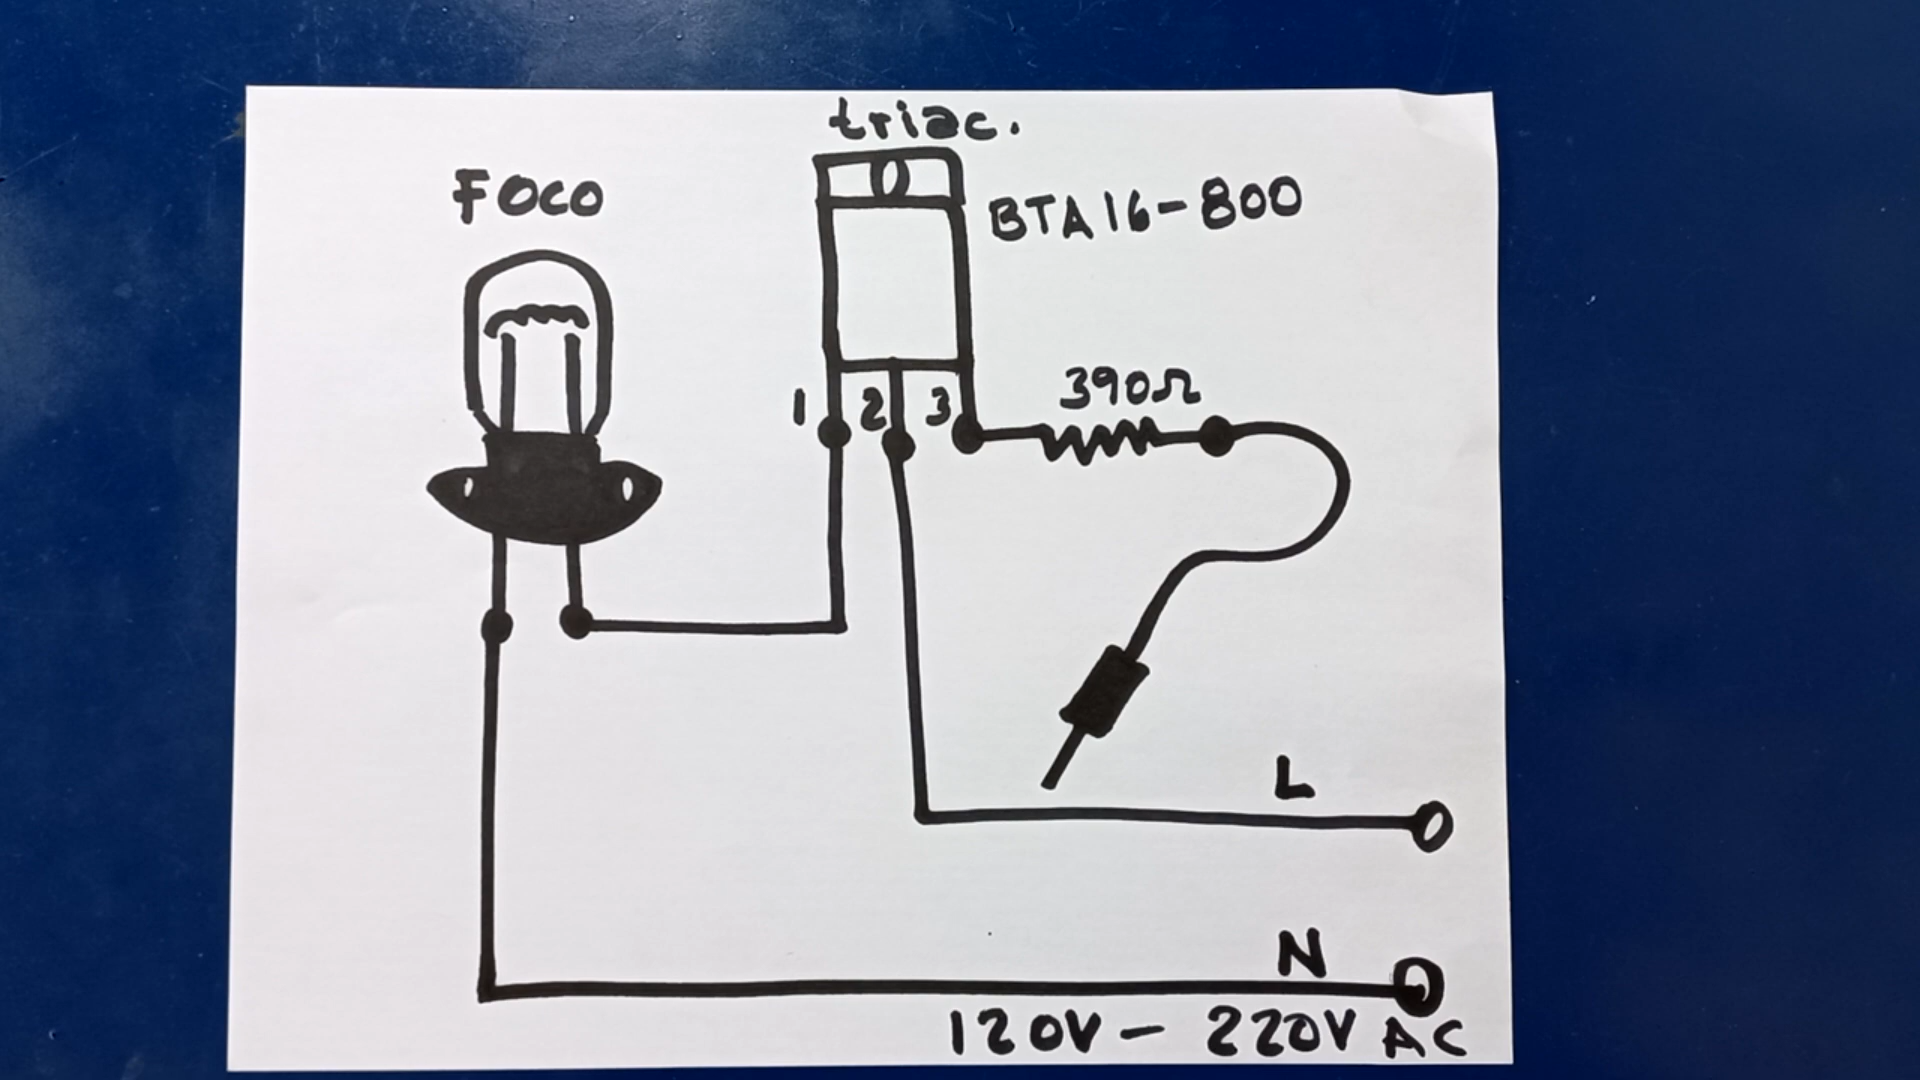 triac.
FOCO
BTA16-800
1 2 3
390Ω
L
N
120V - 220V AC